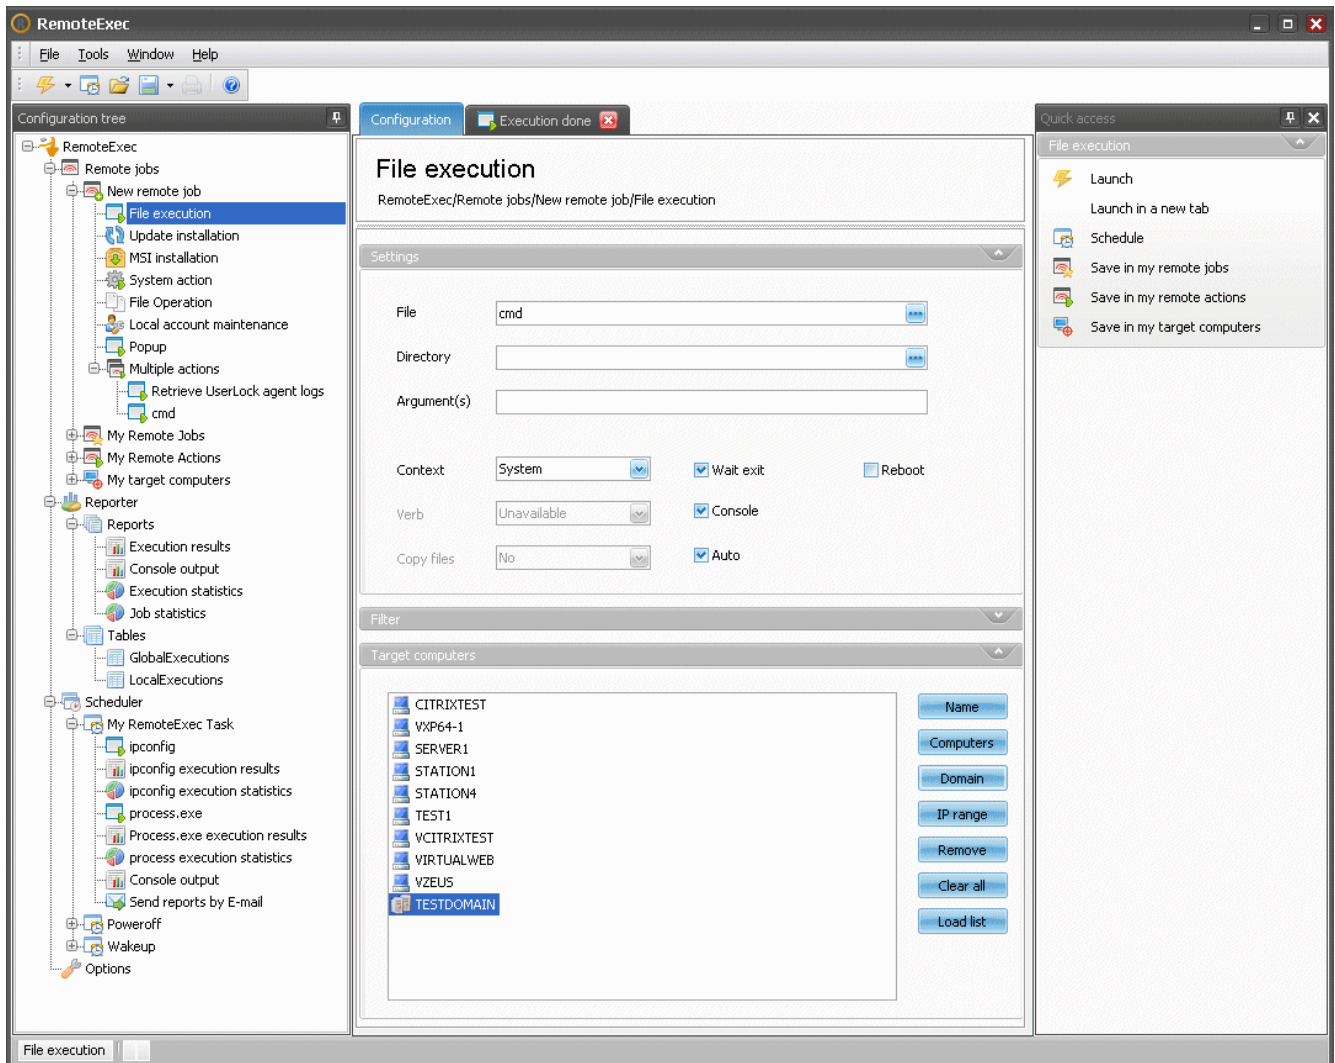 RemoteExec
File Tools Window Help
Configuration tree
RemoteExec
Remote jobs
New remote job
File execution
Update installation
MSI installation
System action
File Operation
Local account maintenance
Popup
Multiple actions
Retrieve UserLock agent logs
cmd
My Remote Jobs
My Remote Actions
My target computers
Reporter
Reports
Execution results
Console output
Execution statistics
Job statistics
Tables
GlobalExecutions
LocalExecutions
Scheduler
My RemoteExec Task
ipconfig
ipconfig execution results
ipconfig execution statistics
process.exe
Process.exe execution results
process execution statistics
Console output
Send reports by E-mail
Poweroff
Wakeup
Options
Configuration
Execution done
File execution
RemoteExec/Remote jobs/New remote job/File execution
Settings
File cmd
Directory
Argument(s)
Context System Wait exit Reboot
Verb Unavailable Console
Copy files No Auto
Filter
Target computers
CITRIXTEST
VXP64-1
SERVER1
STATION1
STATION4
TEST1
VCITRIXTEST
VIRTUALWEB
VZEUS
TESTDOMAIN
Name
Computers
Domain
IP range
Remove
Clear all
Load list
Quick access
File execution
Launch
Launch in a new tab
Schedule
Save in my remote jobs
Save in my remote actions
Save in my target computers
File execution